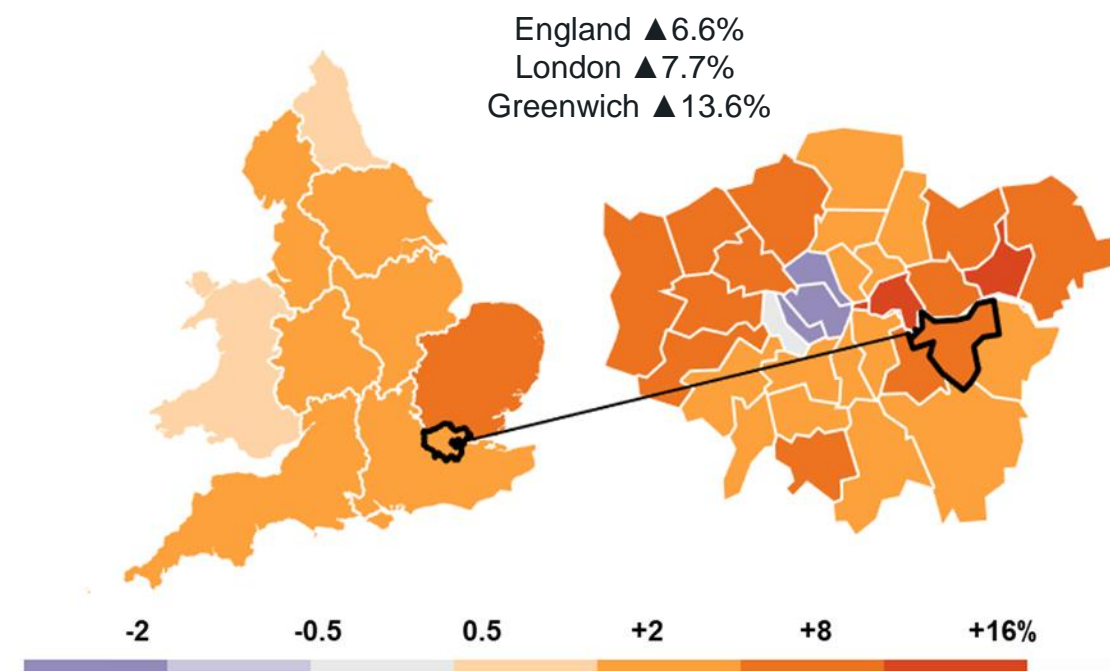 England ▲6.6%
London ▲7.7%
Greenwich ▲13.6%
-2 -0.5 0.5 +2 +8 +16%